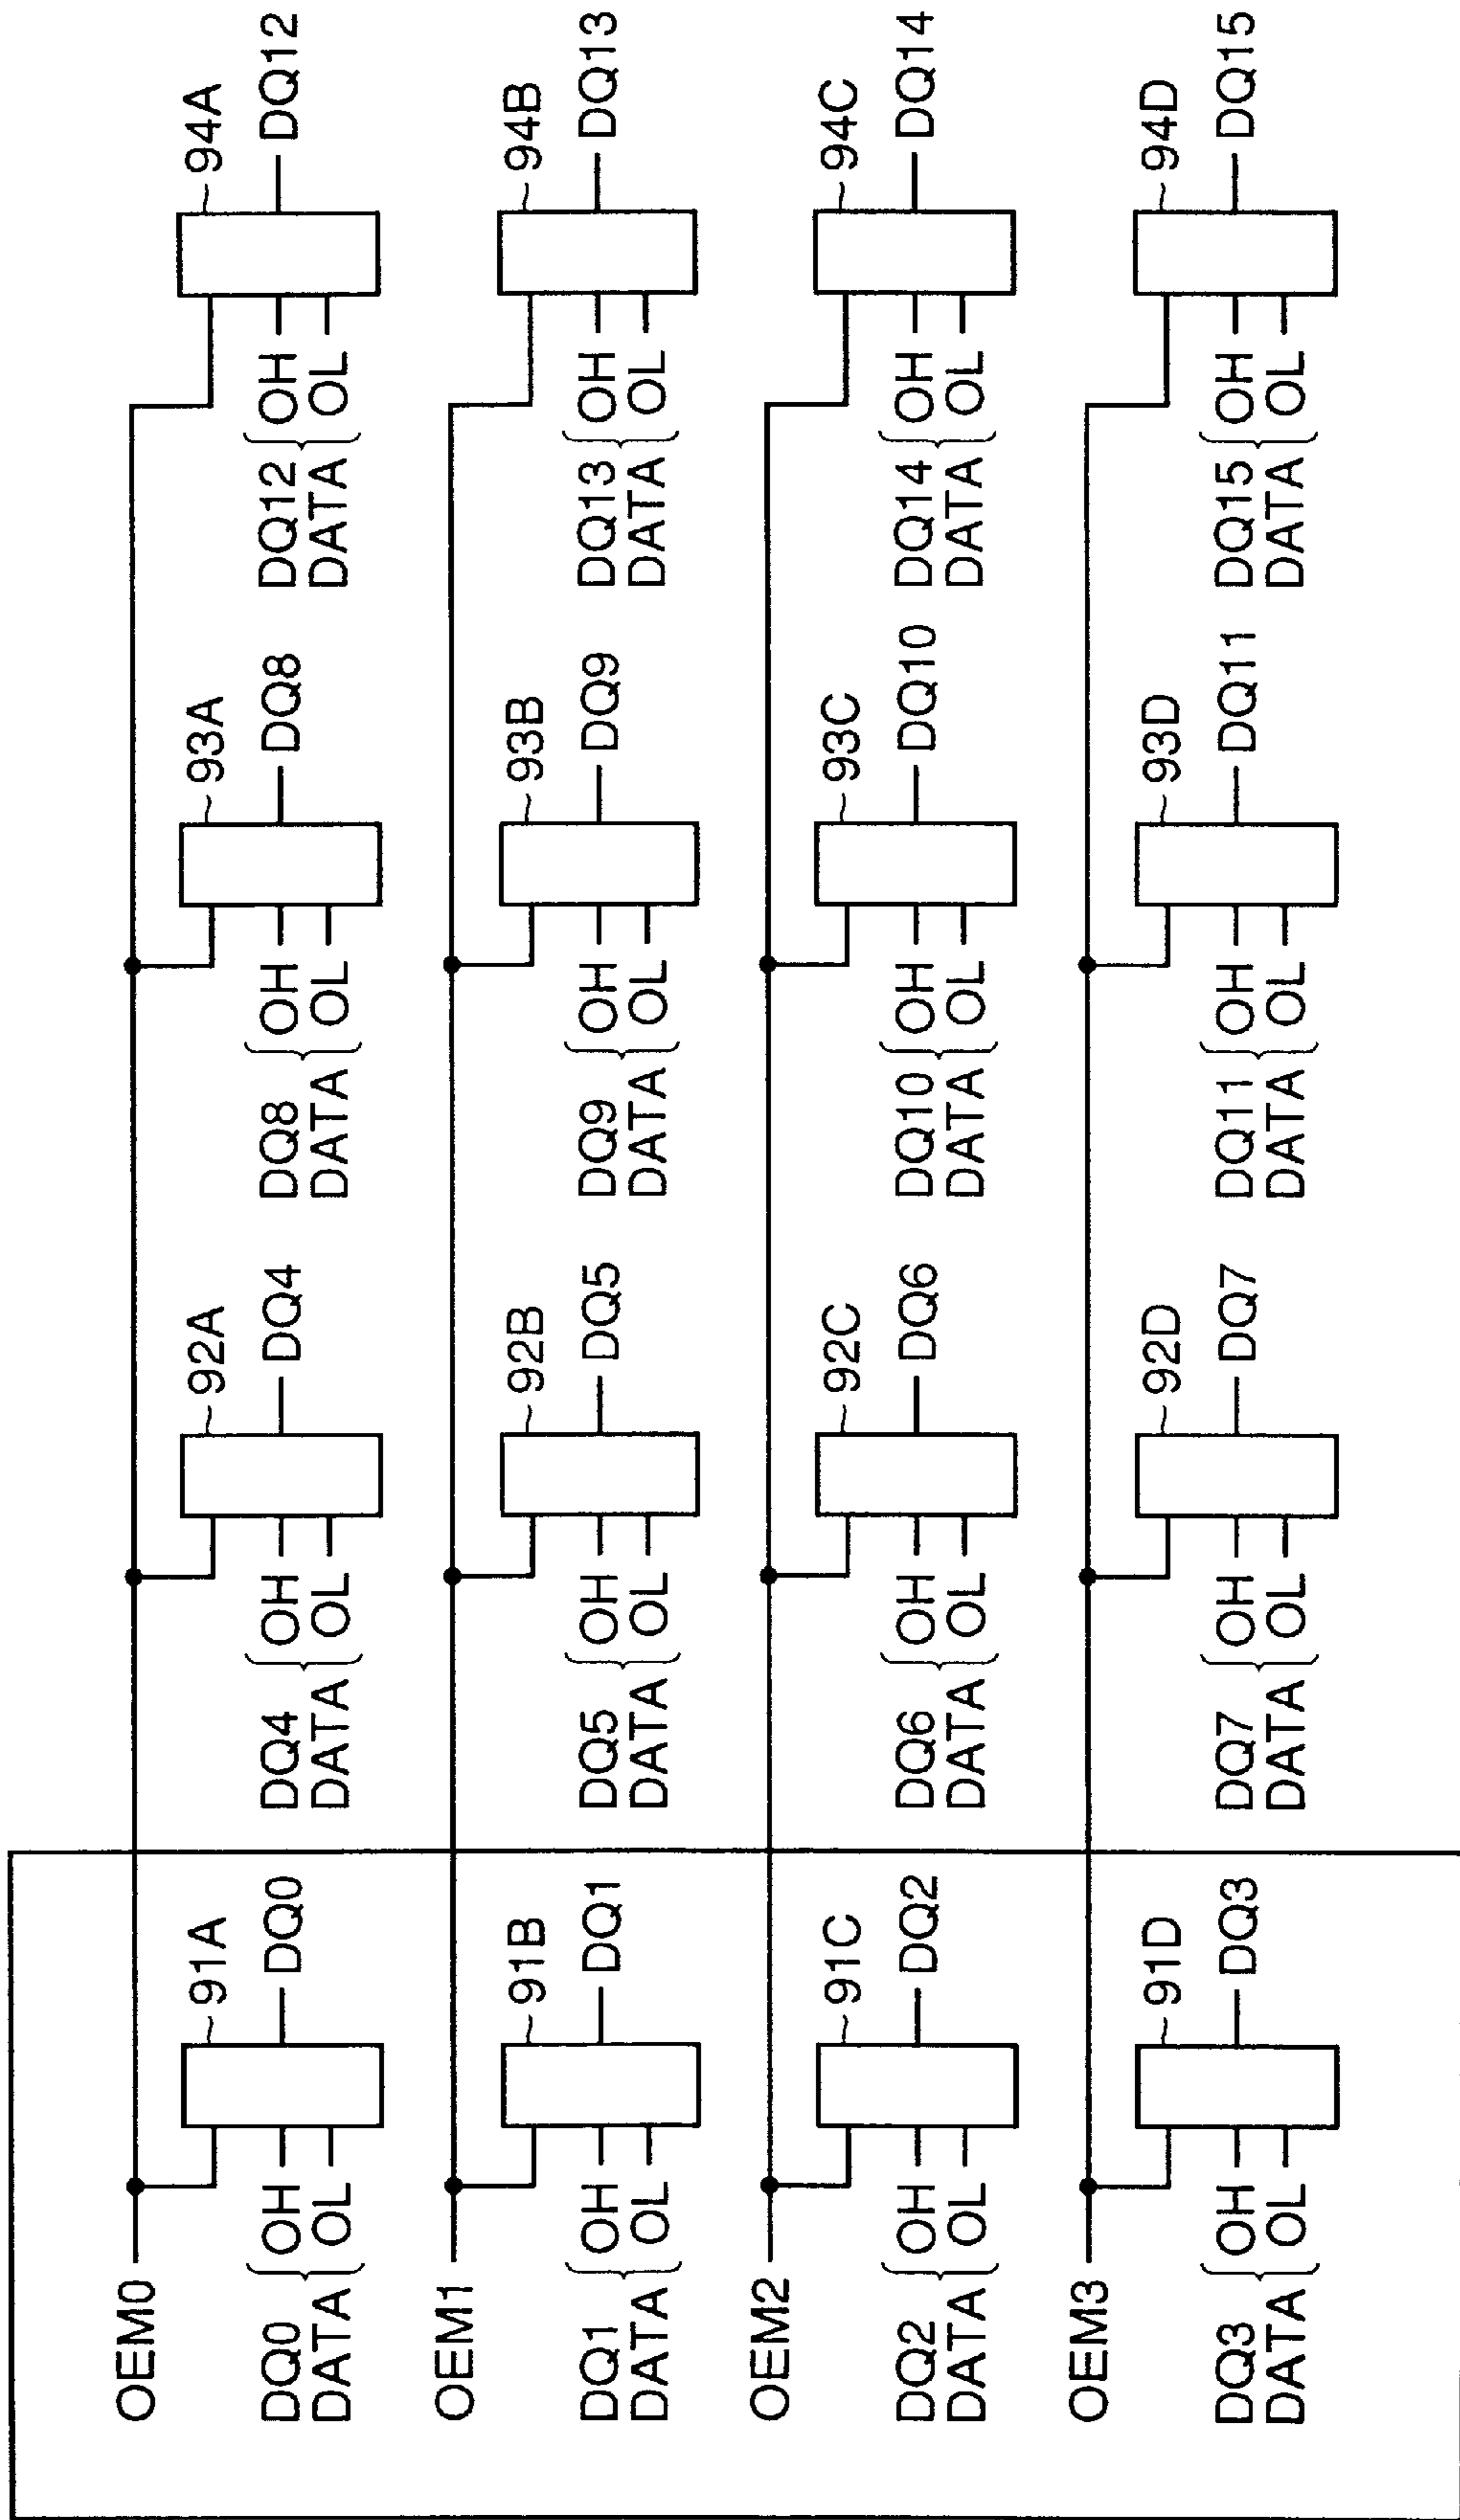 OEM0
91A
92A
93A
94A
DQ0 { OH DQ0
DATA { OL
DQ4 { OH DQ4
DATA { OL
DQ8 { OH DQ8
DATA { OL
DQ12 { OH DQ12
DATA { OL
OEM1
91B
92B
93B
94B
DQ1 { OH DQ1
DATA { OL
DQ5 { OH DQ5
DATA { OL
DQ9 { OH DQ9
DATA { OL
DQ13 { OH DQ13
DATA { OL
OEM2
91C
92C
93C
94C
DQ2 { OH DQ2
DATA { OL
DQ6 { OH DQ6
DATA { OL
DQ10 { OH DQ10
DATA { OL
DQ14 { OH DQ14
DATA { OL
OEM3
91D
92D
93D
94D
DQ3 { OH DQ3
DATA { OL
DQ7 { OH DQ7
DATA { OL
DQ11 { OH DQ11
DATA { OL
DQ15 { OH DQ15
DATA { OL